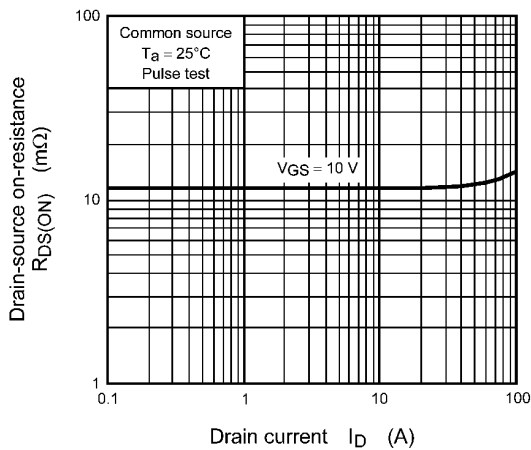 100
Common source
Ta = 25°C
Pulse test
VGS = 10 V
10
1
0.1
1
10
100
Drain-source on-resistance
RDS(ON) (mΩ)
Drain current ID (A)